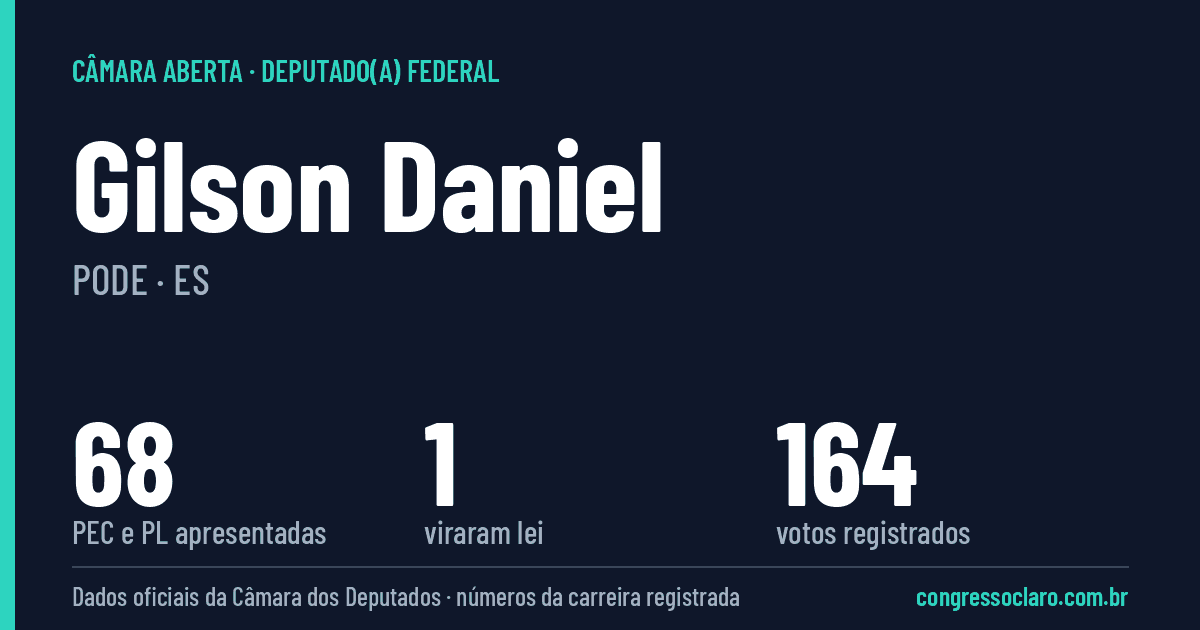 CÂMARA ABERTA · DEPUTADO(A) FEDERAL
Gilson Daniel
PODE · ES
68 1 164
PEC e PL apresentadas viraram lei votos registrados
Dados oficiais da Câmara dos Deputados · números da carreira registrada congressoclaro.com.br